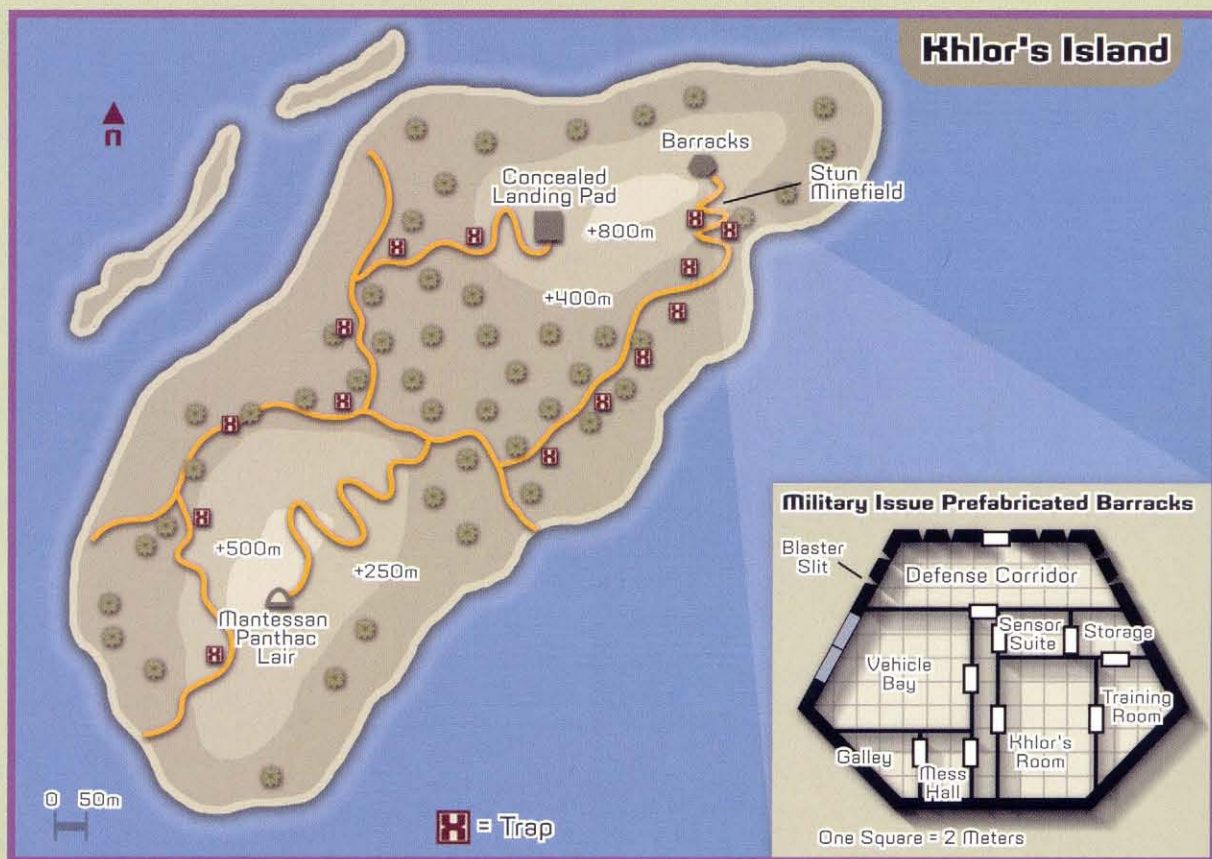 Khlor's Island
n
Barracks
Concealed
Landing Pad
Stun
Minefield
+800m
+400m
+500m
+250m
Mantessan
Panthac
Lair
0 50m
= Trap
Military Issue Prefabricated Barracks
Blaster
Slit
Defense Corridor
Sensor
Suite
Storage
Vehicle
Bay
Training
Room
Khlor's
Room
Galley
Mess
Hall
One Square = 2 Meters